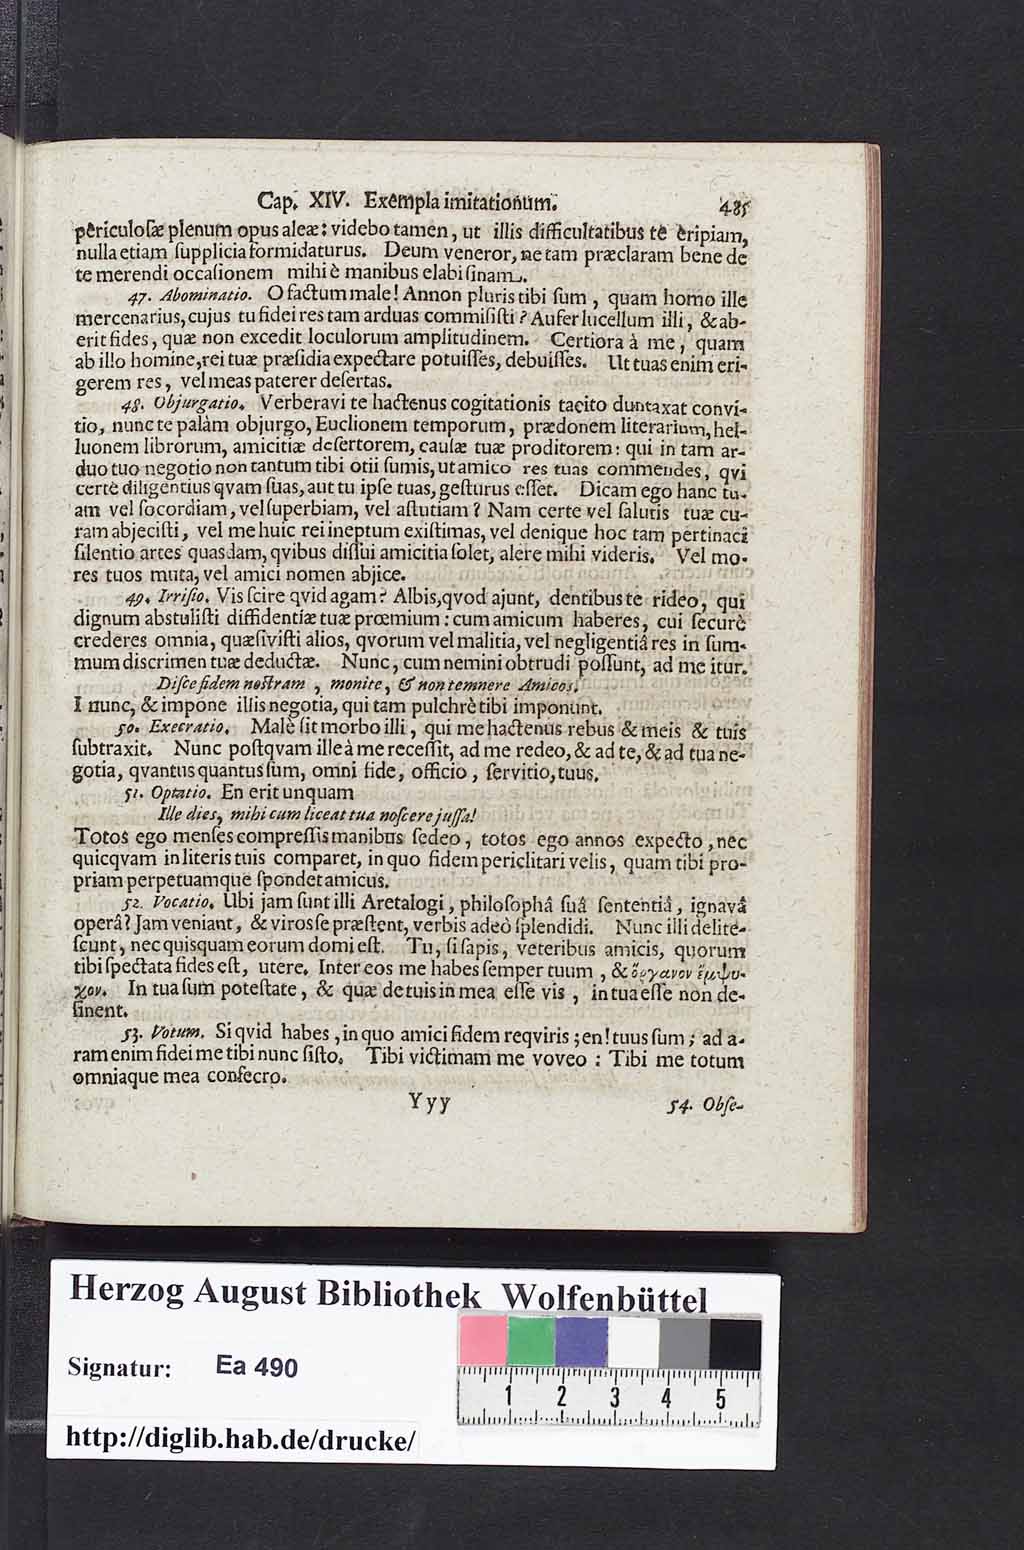 Cap. XIV. Exempla imitationum. 485
periculoſæ plenum opus aleæ: videbo tamen, ut illis difficultatibus te eripiam,
nulla etiam ſupplicia formidaturus. Deum veneror, ne tam præclaram bene de
te merendi occaſionem mihi è manibus elabi ſinam.
47. Abominatio. O factum male! Annon pluris tibi ſum, quam homo ille
mercenarius, cujus tu fidei res tam arduas commiſiſti? Aufer lucellum illi, & ab-
erit fides, quæ non excedit loculorum amplitudinem. Certiora à me, quam
ab illo homine, rei tuæ præſidia expectare potuiſſes, debuiſſes. Ut tuas enim eri-
gerem res, vel meas paterer deſertas.
48. Objurgatio. Verberavi te hactenus cogitationis tacito duntaxat convi-
tio, nunc te palàm objurgo, Euclionem temporum, prædonem literarium, hel-
luonem librorum, amicitiæ deſertorem, cauſæ tuæ proditorem: qui in tam ar-
duo tuo negotio non tantum tibi otii ſumis, ut amico res tuas commendes, qvi
certè diligentius qvam ſuas, aut tu ipſe tuas, geſturus eſſet. Dicam ego hanc tu-
am vel ſocordiam, vel ſuperbiam, vel aſtutiam? Nam certe vel ſalutis tuæ cu-
ram abjeciſti, vel me huic rei ineptum exiſtimas, vel denique hoc tam pertinaci
ſilentio artes quasdam, qvibus diſſui amicitia ſolet, alere mihi videris. Vel mo-
res tuos muta, vel amici nomen abjice.
49. Irriſio. Vis ſcire qvid agam? Albis, qvod ajunt, dentibus te rideo, qui
dignum abstuliſti diffidentiæ tuæ prœmium: cum amicum haberes, cui ſecurè
crederes omnia, quæſiviſti alios, qvorum vel malitia, vel negligentiâ res in ſum-
mum discrimen tuæ deductæ. Nunc, cum nemini obtrudi poſſunt, ad me itur.
Diſce fidem noſtram, monite, & non temnere Amicos.
I nunc, & impone illis negotia, qui tam pulchrè tibi imponunt.
50. Execratio. Malè ſit morbo illi, qui me hactenus rebus & meis & tuis
ſubtraxit. Nunc poſtqvam ille à me receſſit, ad me redeo, & ad te, & ad tua ne-
gotia, qvantus quantus ſum, omni fide, officio, ſervitio, tuus.
51. Optatio. En erit unquam
Ille dies, mihi cum liceat tua noſcere juſſa!
Totos ego menſes compreſſis manibus ſedeo, totos ego annos expecto, nec
quicqvam in literis tuis comparet, in quo fidem periclitari velis, quam tibi pro-
priam perpetuamque ſpondet amicus.
52. Vocatio. Ubi jam ſunt illi Aretalogi, philoſophâ ſuâ ſententiâ, ignavâ
operâ? Jam veniant, & viros ſe præſtent, verbis adeò ſplendidi. Nunc illi delite-
ſcunt, nec quisquam eorum domi eſt. Tu, ſi ſapis, veteribus amicis, quorum
tibi ſpectata fides eſt, utere. Inter eos me habes ſemper tuum, & ὄργανον ἔμψυ-
χον. In tua ſum poteſtate, & quæ de tuis in mea eſſe vis, in tua eſſe non de-
ſinent.
53. Votum. Si qvid habes, in quo amici fidem reqviris; en! tuus ſum; ad a-
ram enim fidei me tibi nunc ſiſto. Tibi victimam me voveo: Tibi me totum
omniaque mea conſecro.
Yyy 54. Obſe-
Herzog August Bibliothek Wolfenbüttel
Signatur: Ea 490
1 2 3 4 5
http://diglib.hab.de/drucke/